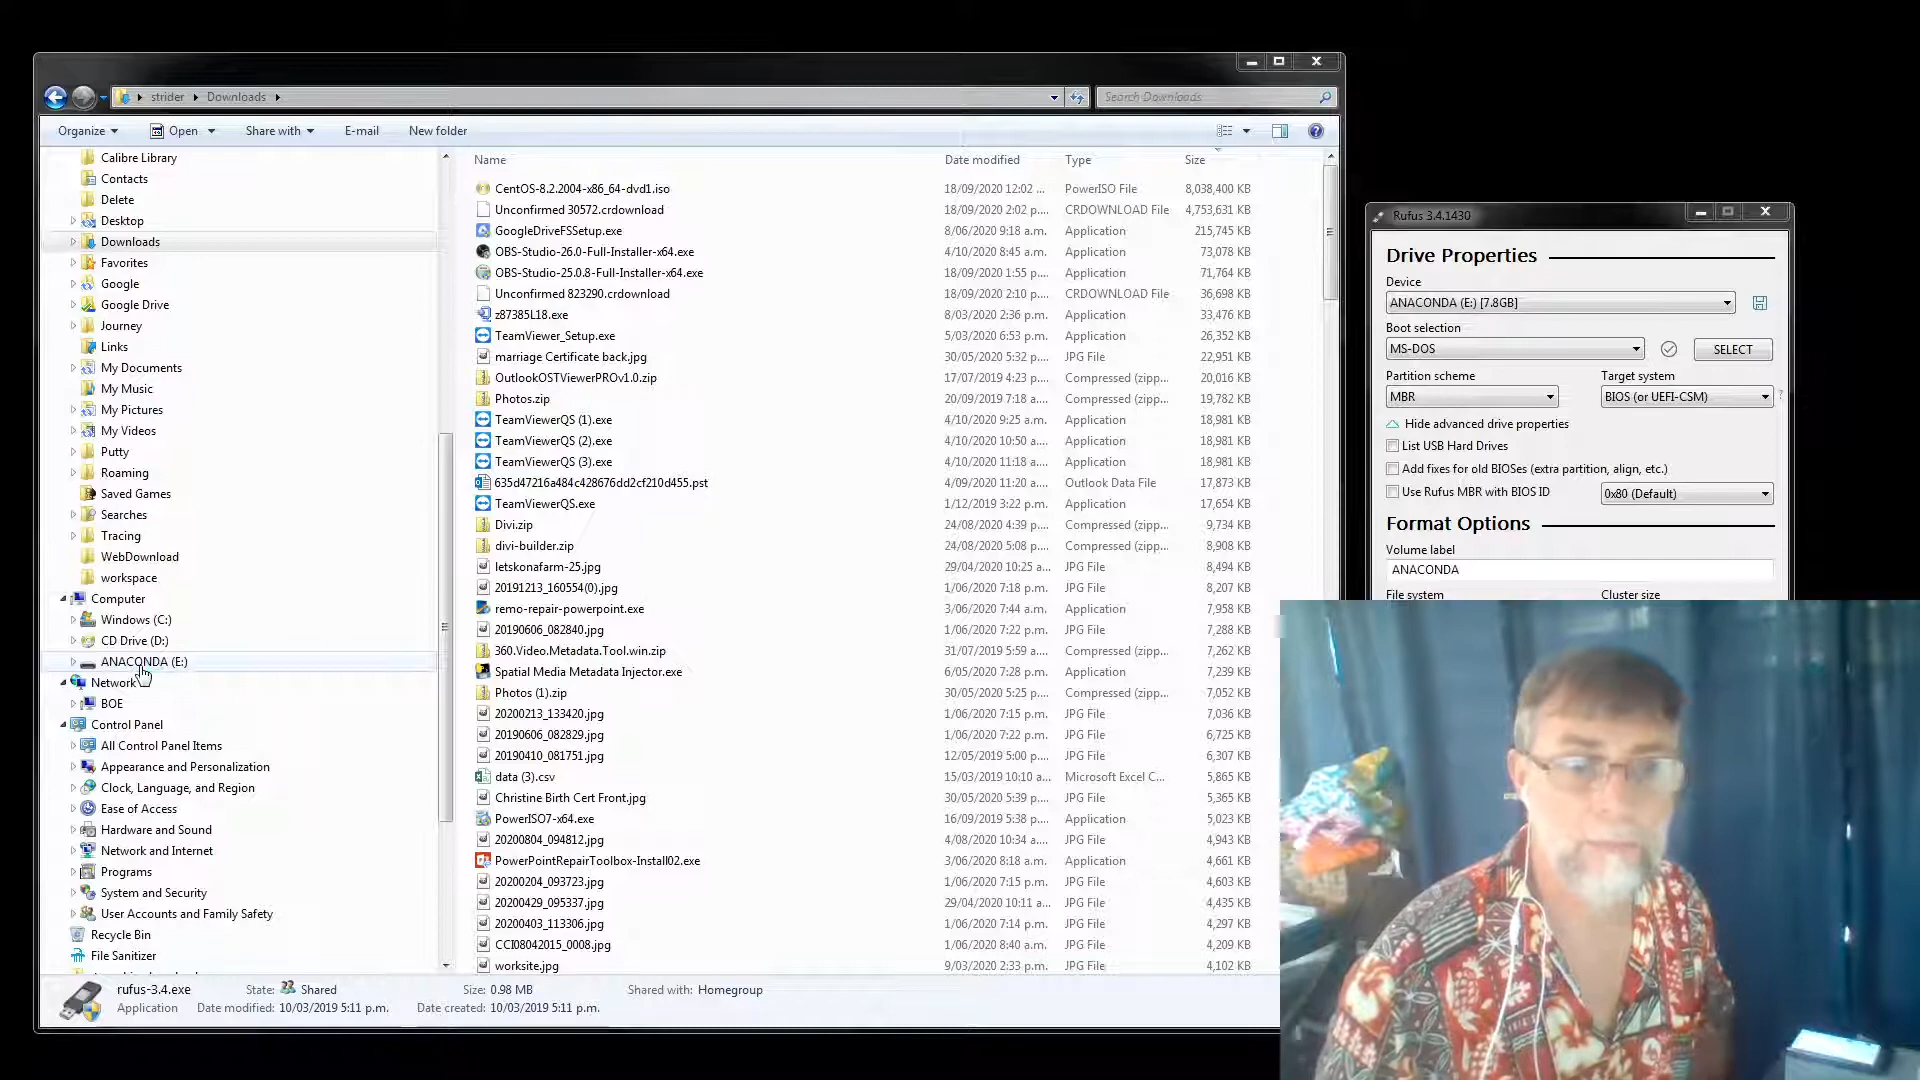 strider Downloads
Search Downloads
Organize Open Share with E-mail New folder
Calibre Library
Contacts
Delete
Desktop
Downloads
Favorites
Google
Google Drive
Journey
Links
My Documents
My Music
My Pictures
My Videos
Putty
Roaming
Saved Games
Searches
Tracing
WebDownload
workspace
Computer
Windows (C:)
CD Drive (D:)
ANACONDA (E:)
Network
BOE
Control Panel
All Control Panel Items
Appearance and Personalization
Clock, Language, and Region
Ease of Access
Hardware and Sound
Network and Internet
Programs
System and Security
User Accounts and Family Safety
Recycle Bin
File Sanitizer
Name Date modified Type Size
CentOS-8.2.2004-x86_64-dvd1.iso 18/09/2020 12:02 ... PowerISO File 8,038,400 KB
Unconfirmed 30572.crdownload 18/09/2020 2:02 p.... CRDOWNLOAD File 4,753,631 KB
GoogleDriveFSSetup.exe 8/06/2020 9:18 a.m. Application 215,745 KB
OBS-Studio-26.0-Full-Installer-x64.exe 4/10/2020 8:45 a.m. Application 73,078 KB
OBS-Studio-25.0.8-Full-Installer-x64.exe 18/09/2020 1:55 p.... Application 71,764 KB
Unconfirmed 823290.crdownload 18/09/2020 2:10 p.... CRDOWNLOAD File 36,698 KB
z87385L18.exe 8/03/2020 2:36 p.m. Application 33,476 KB
TeamViewer_Setup.exe 5/03/2020 6:53 p.m. Application 26,352 KB
marriage Certificate back.jpg 30/05/2020 5:32 p.... JPG File 22,951 KB
OutlookOSTViewerPROv1.0.zip 17/07/2019 4:23 p.... Compressed (zipp... 20,016 KB
Photos.zip 20/09/2019 7:18 a.... Compressed (zipp... 19,782 KB
TeamViewerQS (1).exe 4/10/2020 9:25 a.m. Application 18,981 KB
TeamViewerQS (2).exe 4/10/2020 10:50 a.m. Application 18,981 KB
TeamViewerQS (3).exe 4/10/2020 11:18 a.m. Application 18,981 KB
635d47216a484c428676dd2cf210d455.pst 4/09/2020 11:20 a.... Outlook Data File 17,873 KB
TeamViewerQS.exe 1/12/2019 3:22 p.m. Application 17,654 KB
Divi.zip 24/08/2020 4:39 p.... Compressed (zipp... 9,734 KB
divi-builder.zip 24/08/2020 5:08 p.... Compressed (zipp... 8,908 KB
letskonafarm-25.jpg 29/04/2020 10:25 a... JPG File 8,494 KB
20191213_160554(0).jpg 1/06/2020 7:18 p.m. JPG File 8,207 KB
remo-repair-powerpoint.exe 3/06/2020 7:44 a.m. Application 7,958 KB
20190606_082840.jpg 1/06/2020 7:22 p.m. JPG File 7,288 KB
360.Video.Metadata.Tool.win.zip 31/07/2019 5:59 p.... Compressed (zipp... 7,262 KB
Spatial Media Metadata Injector.exe 6/05/2020 7:28 p.m. Application 7,239 KB
Photos (1).zip 30/05/2020 5:25 p.... Compressed (zipp... 7,052 KB
20200213_133420.jpg 1/06/2020 7:15 p.m. JPG File 7,036 KB
20190606_082829.jpg 1/06/2020 7:22 p.m. JPG File 6,725 KB
20190410_081751.jpg 12/05/2019 5:00 p.... JPG File 6,307 KB
data (3).csv 15/03/2019 10:10 a... Microsoft Excel C... 5,865 KB
Christine Birth Cert Front.jpg 30/05/2020 5:39 p.... JPG File 5,365 KB
PowerISO7-x64.exe 16/09/2019 5:38 p.... Application 5,023 KB
20200804_094812.jpg 4/08/2020 10:34 a.... JPG File 4,943 KB
PowerPointRepairToolbox-Install02.exe 3/06/2020 8:18 a.m. Application 4,661 KB
20200204_093723.jpg 1/06/2020 7:15 p.m. JPG File 4,603 KB
20200429_095337.jpg 29/04/2020 10:11 a... JPG File 4,435 KB
20200403_113306.jpg 1/06/2020 7:14 p.m. JPG File 4,297 KB
CCI08042015_0008.jpg 1/06/2020 8:40 a.m. JPG File 4,209 KB
worksite.jpg 9/03/2020 2:33 p.m. JPG File 4,102 KB
rufus-3.4.exe State: Shared Size: 0.98 MB Shared with: Homegroup
Application Date modified: 10/03/2019 5:11 p.m. Date created: 10/03/2019 5:11 p.m.
Rufus 3.4.1430
Drive Properties
Device
ANACONDA (E:) [7.8GB]
Boot selection
MS-DOS SELECT
Partition scheme Target system
MBR BIOS (or UEFI-CSM) ?
Hide advanced drive properties
List USB Hard Drives
Add fixes for old BIOSes (extra partition, align, etc.)
Use Rufus MBR with BIOS ID 0x80 (Default)
Format Options
Volume label
ANACONDA
File system Cluster size